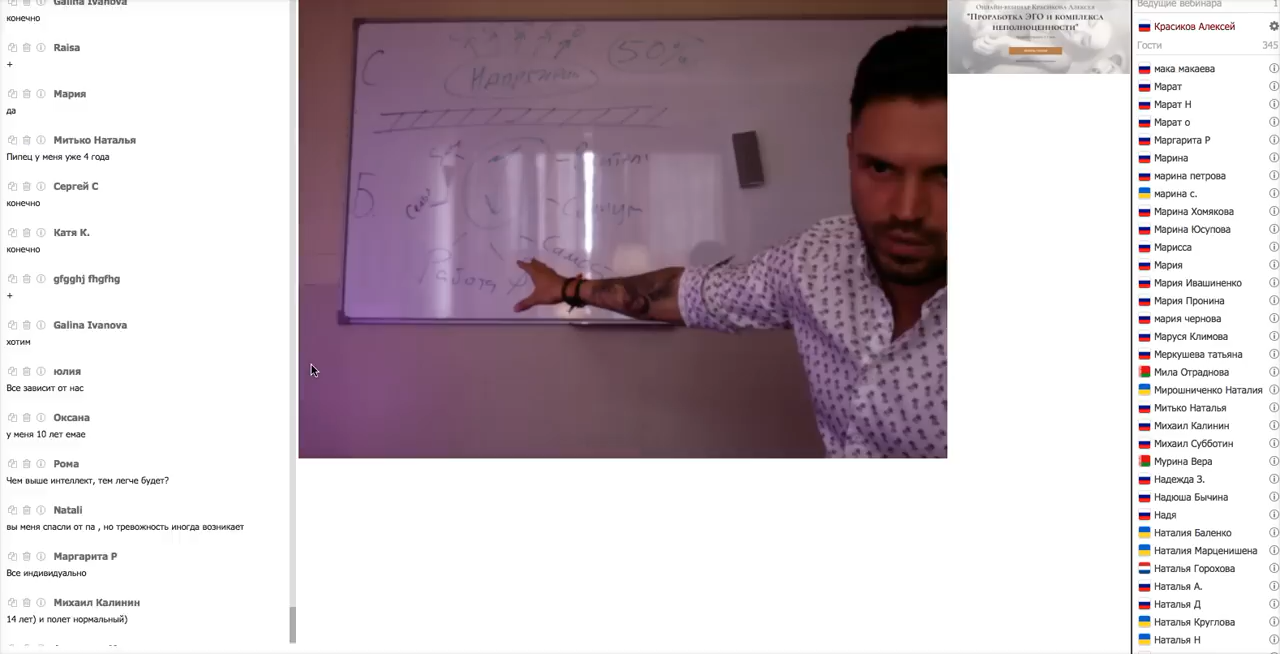 Galina Ivanova
конечно
Raisa
+
Мария
да
Митько Наталья
Пипец у меня уже 4 года
Сергей С
конечно
Катя К.
конечно
gfgghj fhgfhg
+
Galina Ivanova
хотим
юлия
Все зависит от нас
Оксана
у меня 10 лет емае
Рома
Чем выше интеллект, тем легче будет?
Natali
вы меня спасли от па , но тревожность иногда возникает
Маргарита Р
Все индивидуально
Михаил Калинин
14 лет) и полет нормальный)
С
(50%
Б
Онлайн-вебинар Красикова Алексея
"Проработка ЭГО и комплекса
неполноценности"
Ведущие вебинара 1
Красиков Алексей
Гости 345
мака макаева
Марат
Марат Н
Марат о
Маргарита Р
Марина
марина петрова
марина с.
Марина Хомякова
Марина Юсупова
Марисса
Мария
Мария Ивашиненко
Мария Пронина
мария чернова
Маруся Климова
Меркушева татьяна
Мила Отраднова
Мирошниченко Наталия
Митько Наталья
Михаил Калинин
Михаил Субботин
Мурина Вера
Надежда З.
Надюша Бычина
Надя
Наталия Баленко
Наталия Марценишена
Наталья Горохова
Наталья А.
Наталья Д
Наталья Круглова
Наталья Н